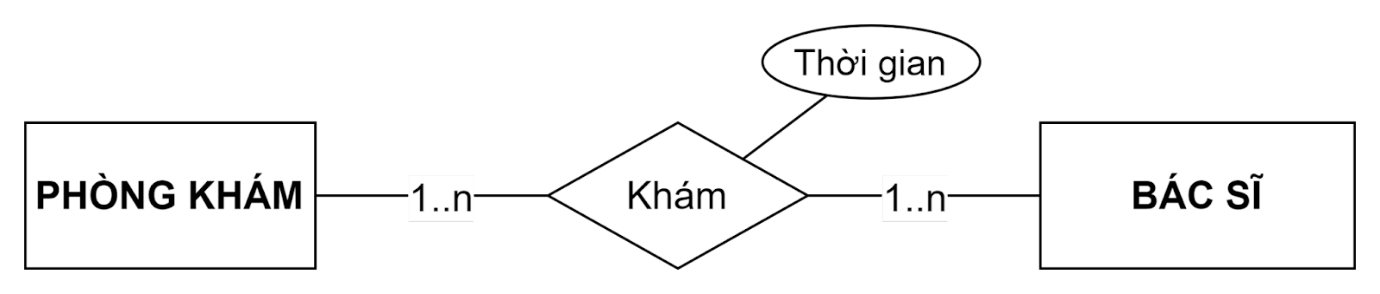 Thời gian
PHÒNG KHÁM
1..n
Khám
1..n
BÁC SĨ